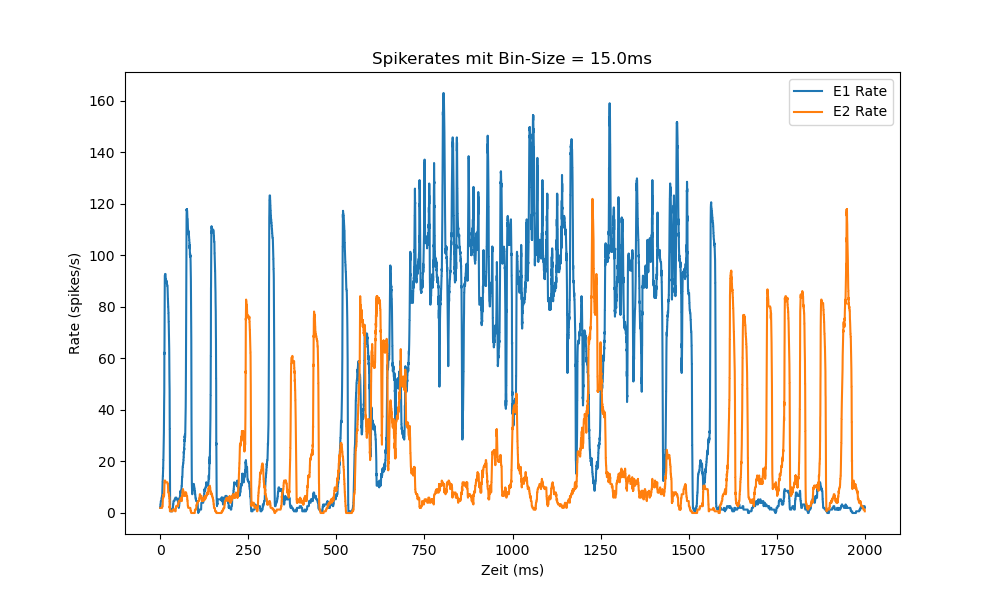 Spikerates mit Bin-Size = 15.0ms
E1 Rate
E2 Rate
Rate (spikes/s)
160
140
120
100
80
60
40
20
0
0 250 500 750 1000 1250 1500 1750 2000
Zeit (ms)